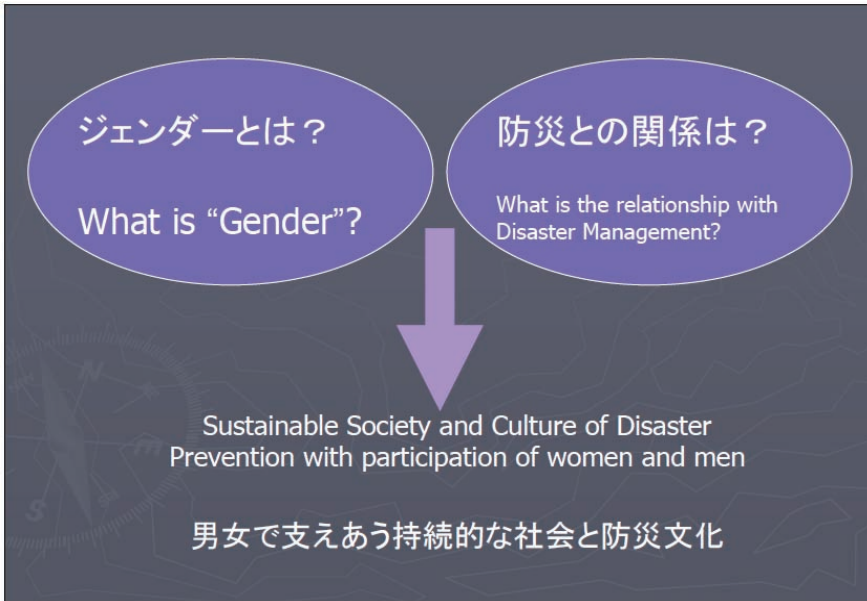 ジェンダーとは？
What is “Gender”?
防災との関係は？
What is the relationship with
Disaster Management?
Sustainable Society and Culture of Disaster
Prevention with participation of women and men
男女で支えあう持続的な社会と防災文化
N
E
S